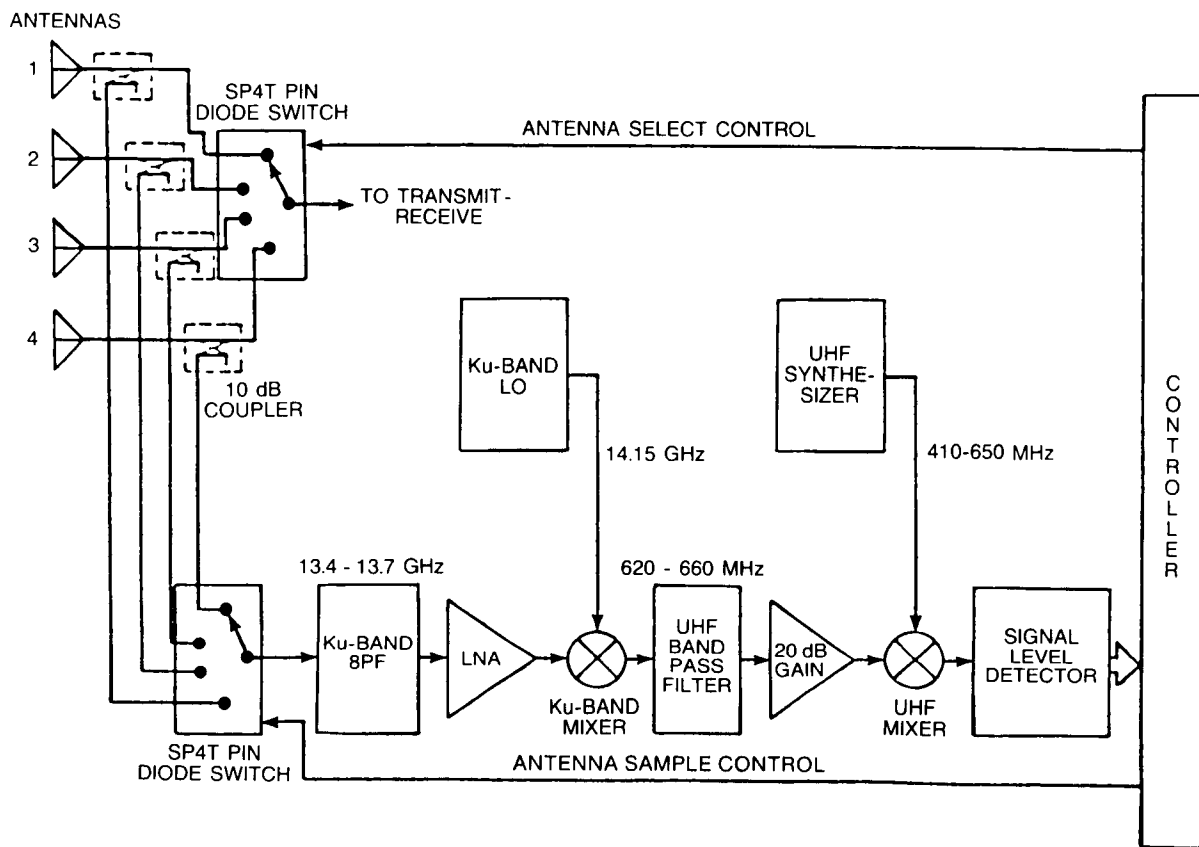 ANTENNAS
1
2
3
4
SP4T PIN
DIODE SWITCH
ANTENNA SELECT CONTROL
TO TRANSMIT-
RECEIVE
10 dB
COUPLER
Ku-BAND
LO
UHF
SYNTHE-
SIZER
14.15 GHz
410-650 MHz
CONTROLLER
13.4 - 13.7 GHz
620 - 660 MHz
Ku-BAND
8PF
LNA
Ku-BAND
MIXER
UHF
BAND
PASS
FILTER
20 dB
GAIN
UHF
MIXER
SIGNAL
LEVEL
DETECTOR
SP4T PIN
DIODE SWITCH
ANTENNA SAMPLE CONTROL